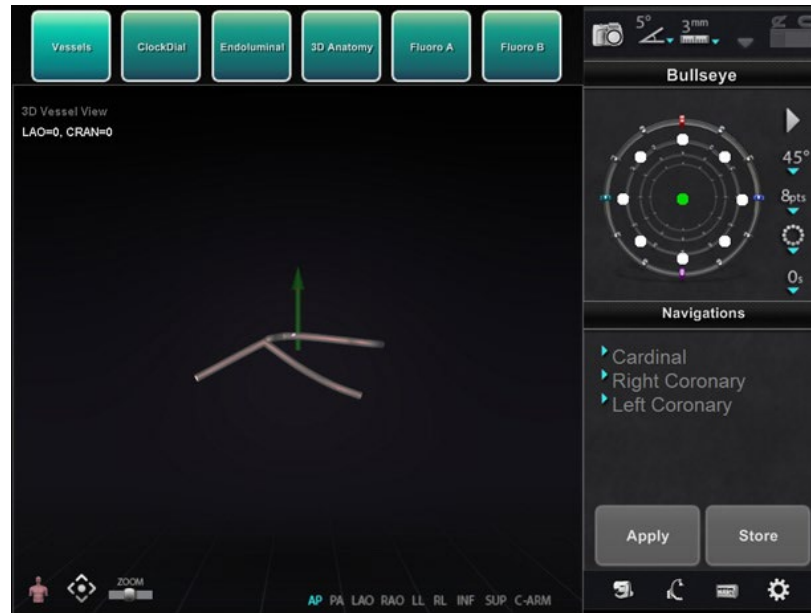 Vessels
ClockDial
Endoluminal
3D Anatomy
Fluoro A
Fluoro B
5°
3mm
Bullseye
3D Vessel View
LAO=0, CRAN=0
45°
8pts
0s
Navigations
Cardinal
Right Coronary
Left Coronary
Apply
Store
ZOOM
AP PA LAO RAO LL RL INF SUP C-ARM